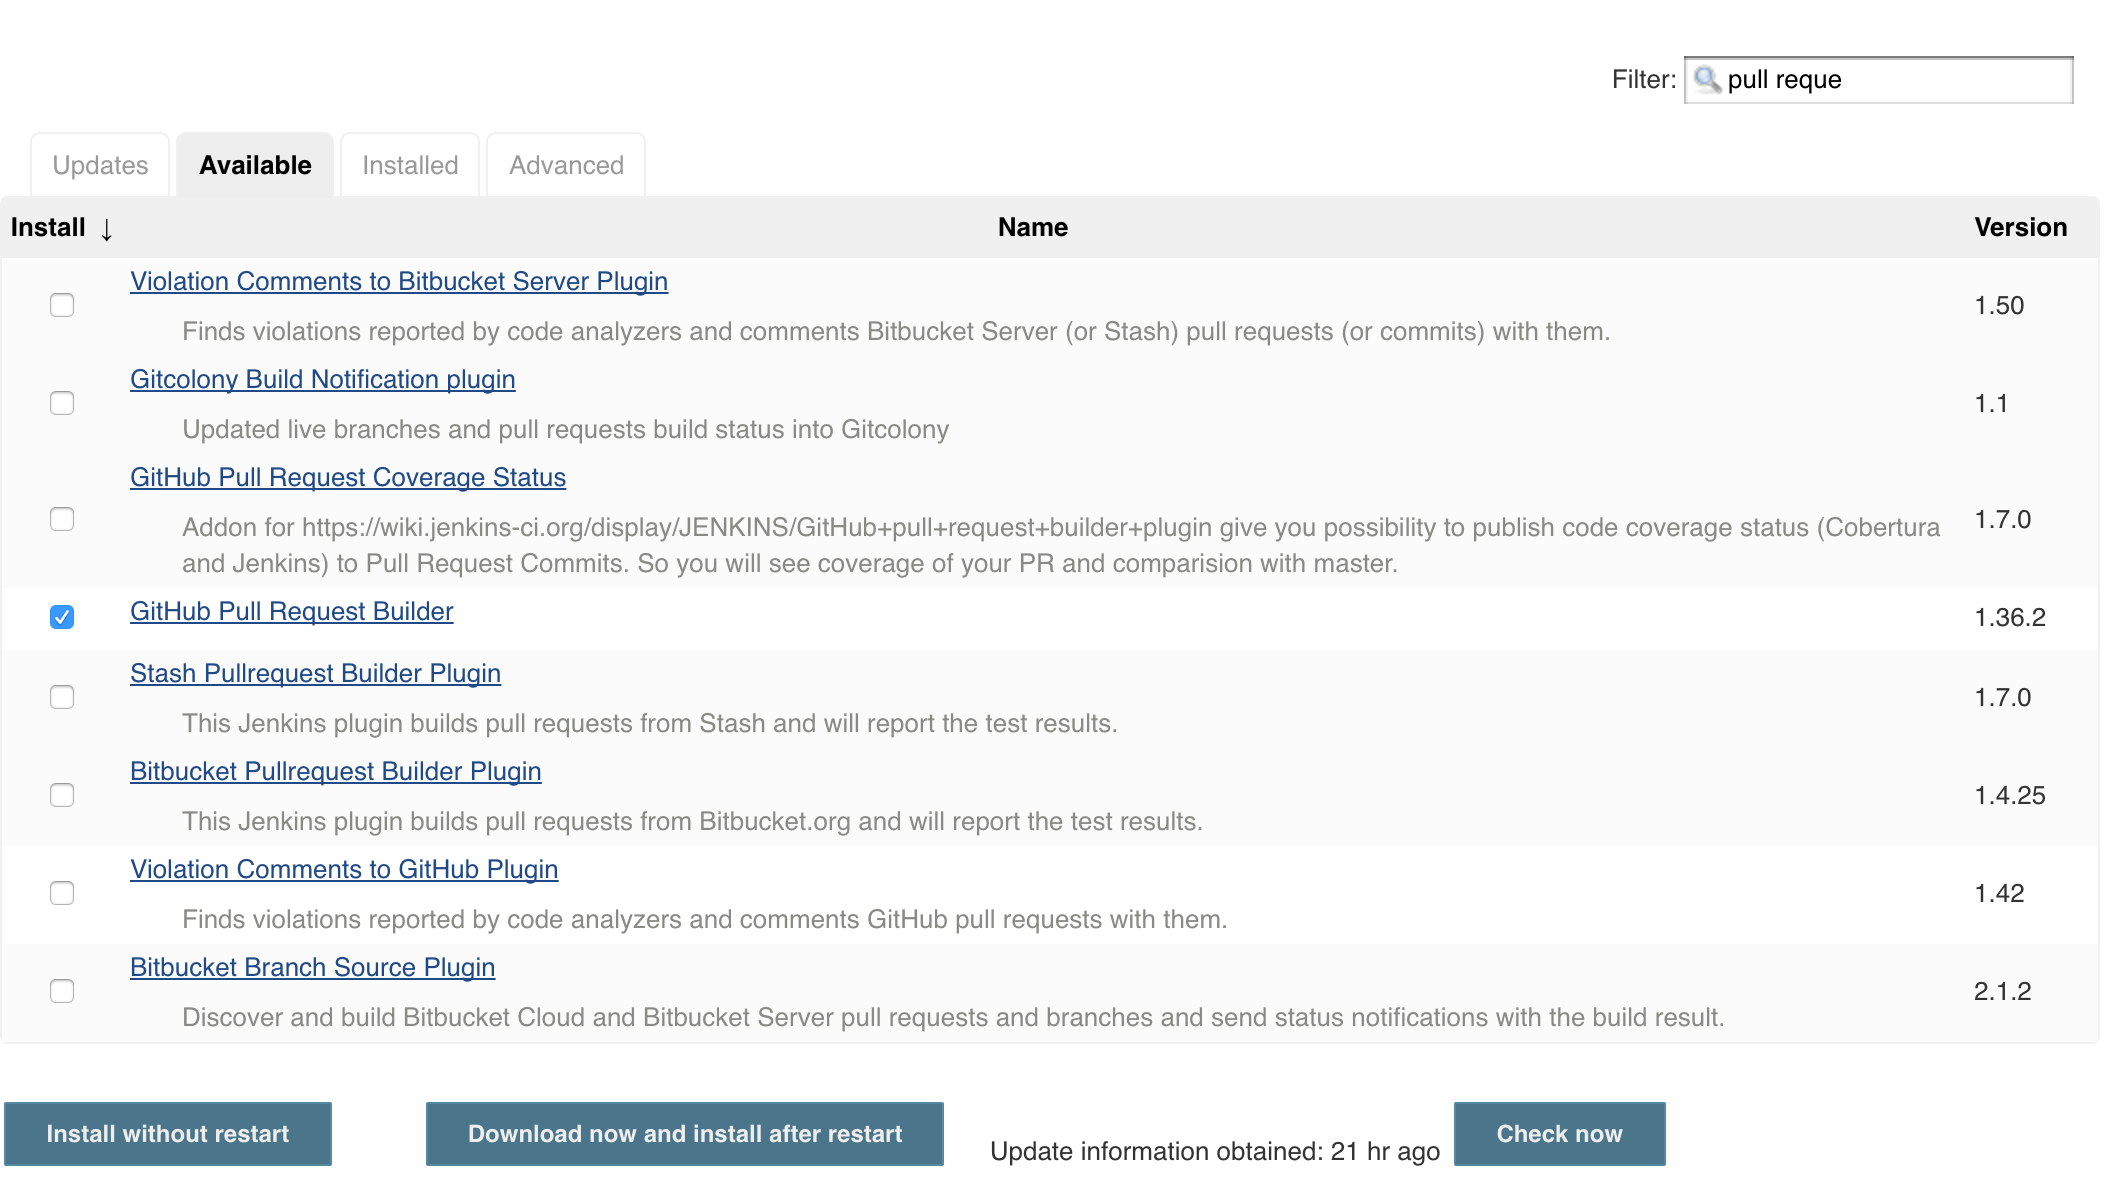 Filter: pull reque
Updates Available Installed Advanced
Install ↓ Name Version
Violation Comments to Bitbucket Server Plugin
1.50
Finds violations reported by code analyzers and comments Bitbucket Server (or Stash) pull requests (or commits) with them.
Gitcolony Build Notification plugin
1.1
Updated live branches and pull requests build status into Gitcolony
GitHub Pull Request Coverage Status
Addon for https://wiki.jenkins-ci.org/display/JENKINS/GitHub+pull+request+builder+plugin give you possibility to publish code coverage status (Cobertura
1.7.0
and Jenkins) to Pull Request Commits. So you will see coverage of your PR and comparision with master.
GitHub Pull Request Builder 1.36.2
Stash Pullrequest Builder Plugin
1.7.0
This Jenkins plugin builds pull requests from Stash and will report the test results.
Bitbucket Pullrequest Builder Plugin
1.4.25
This Jenkins plugin builds pull requests from Bitbucket.org and will report the test results.
Violation Comments to GitHub Plugin
1.42
Finds violations reported by code analyzers and comments GitHub pull requests with them.
Bitbucket Branch Source Plugin
2.1.2
Discover and build Bitbucket Cloud and Bitbucket Server pull requests and branches and send status notifications with the build result.
Install without restart Download now and install after restart Update information obtained: 21 hr ago Check now